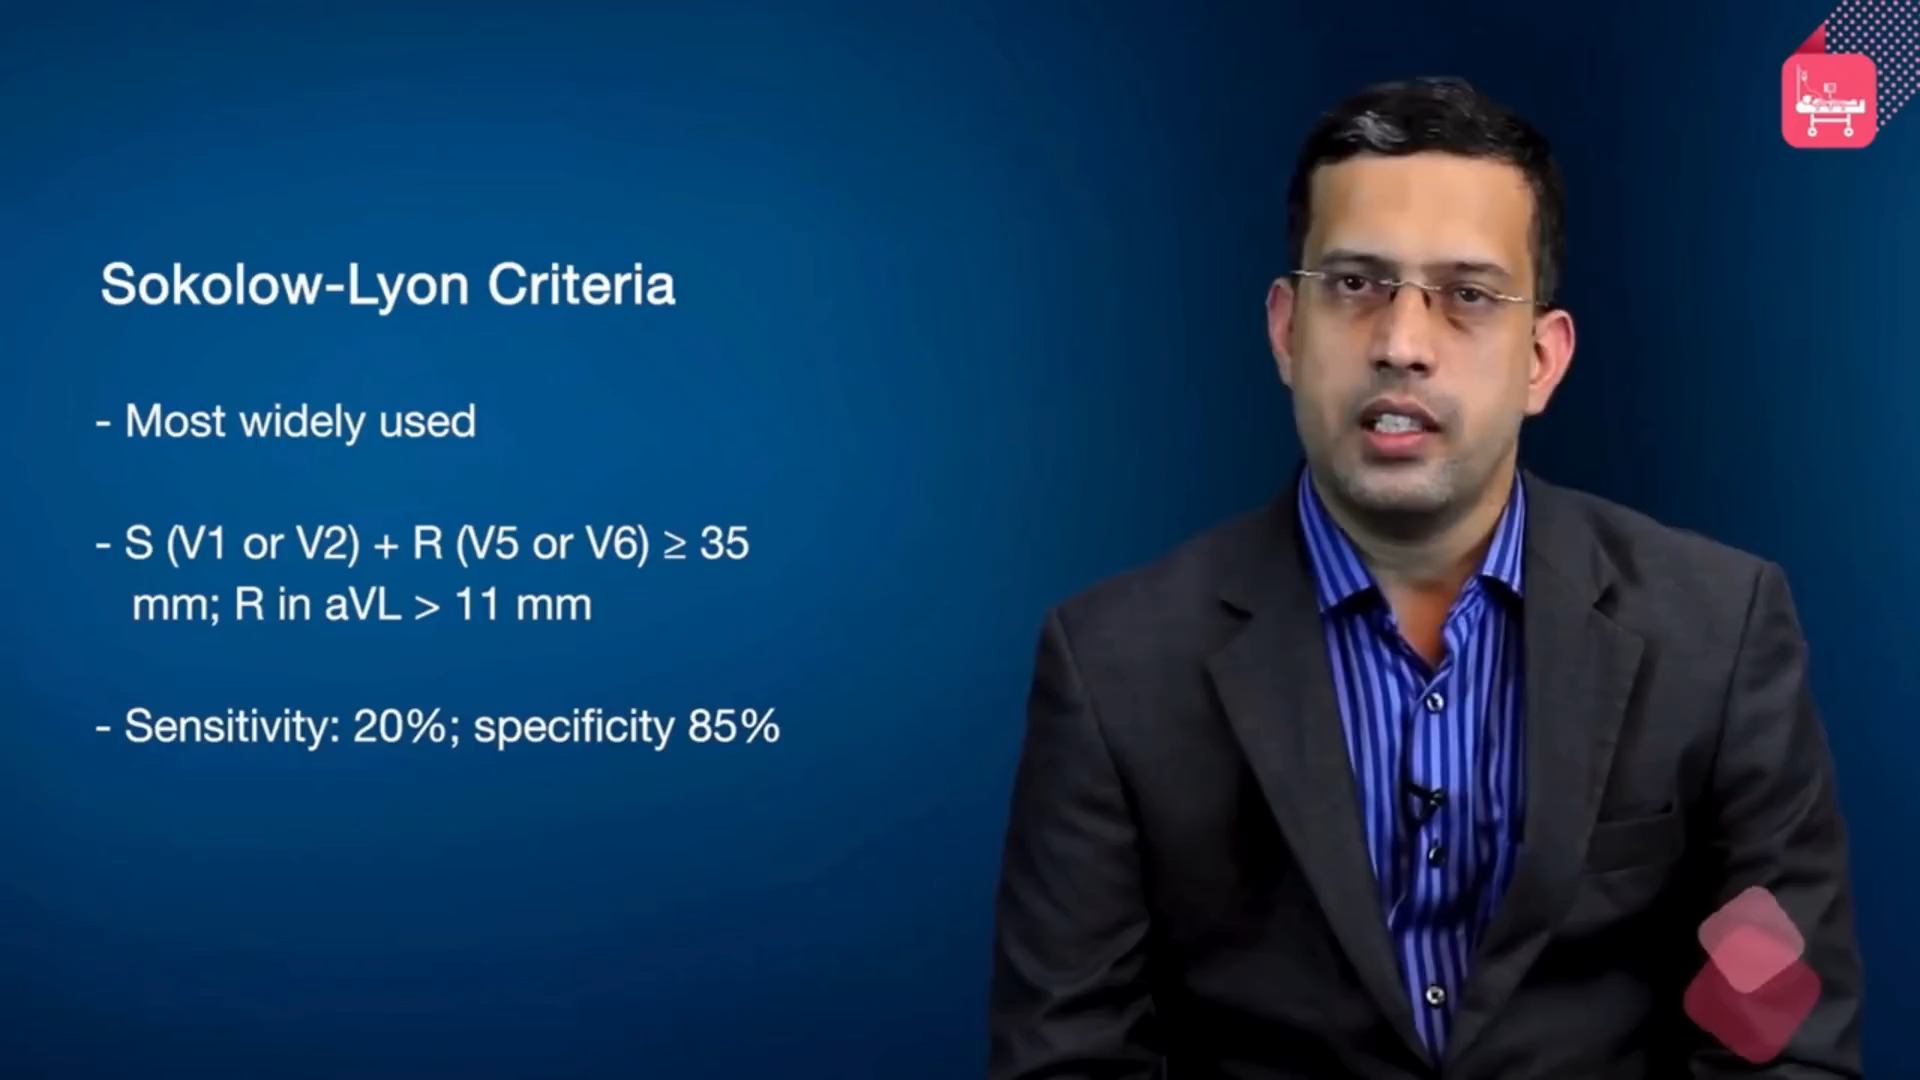 Sokolow-Lyon Criteria
- Most widely used
- S (V1 or V2) + R (V5 or V6) ≥ 35
mm; R in aVL > 11 mm
- Sensitivity: 20%; specificity 85%